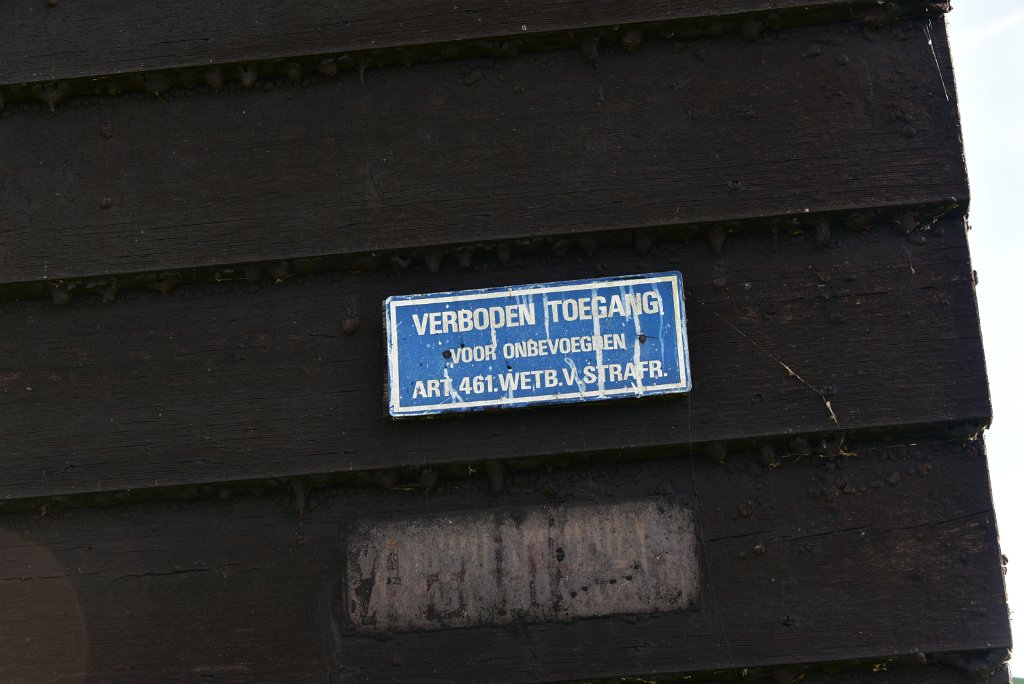 VERBODEN TOEGANG
VOOR ONBEVOEGDEN
ART. 461.WETB.V.STRAFR.